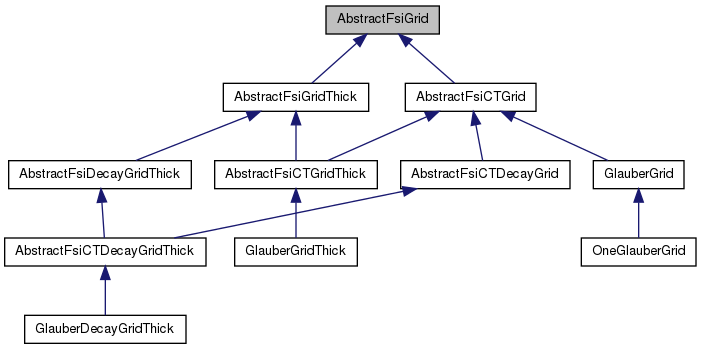 AbstractFsiGrid
AbstractFsiGridThick
AbstractFsiCTGrid
AbstractFsiDecayGridThick
AbstractFsiCTGridThick
AbstractFsiCTDecayGrid
GlauberGrid
AbstractFsiCTDecayGridThick
GlauberGridThick
OneGlauberGrid
GlauberDecayGridThick